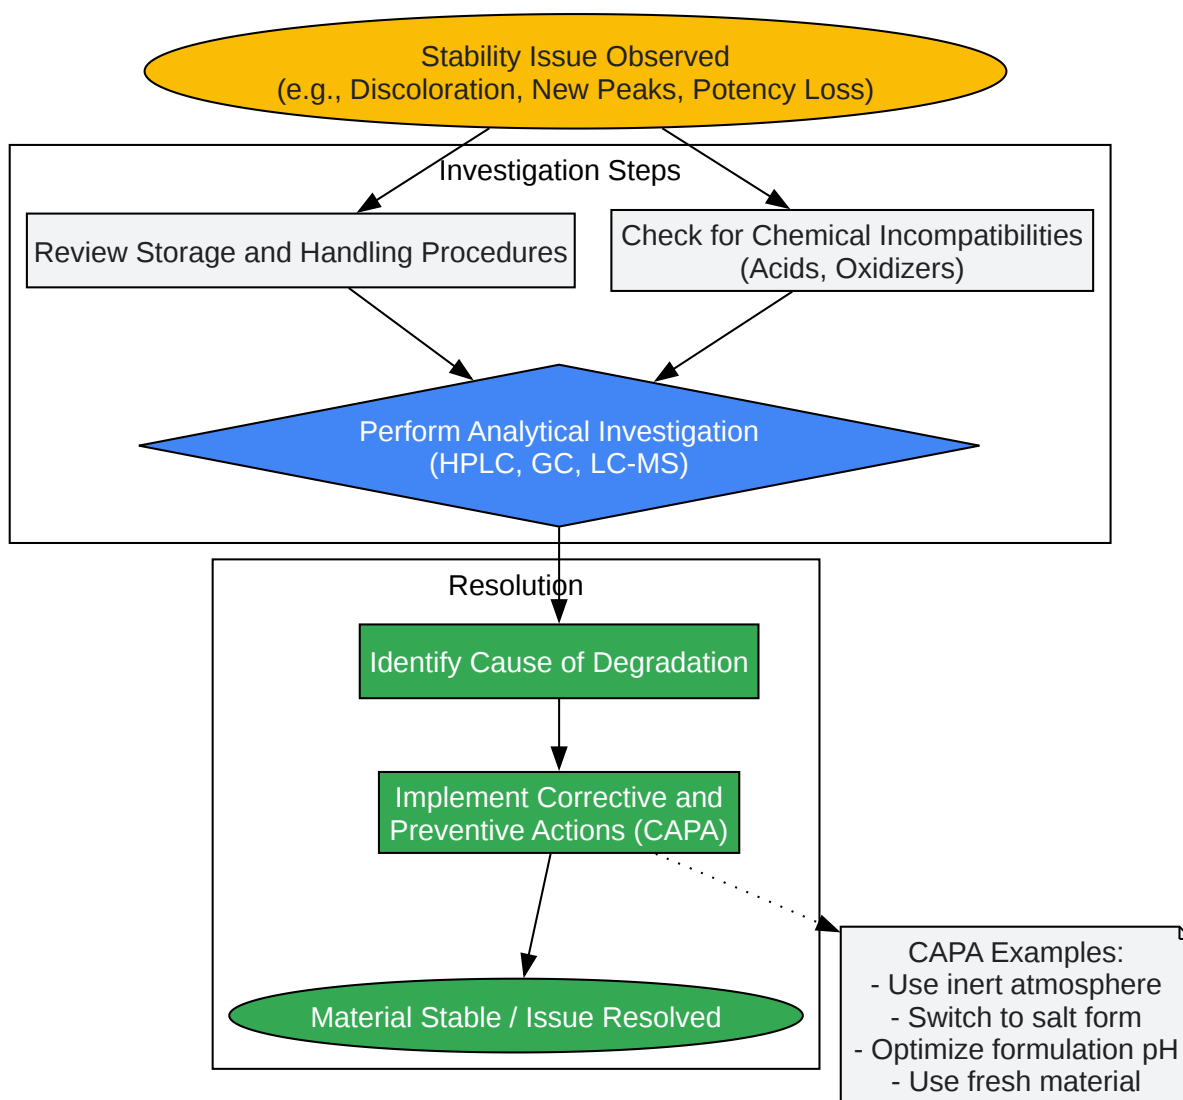 Stability Issue Observed
(e.g., Discoloration, New Peaks, Potency Loss)
Investigation Steps
Review Storage and Handling Procedures
Check for Chemical Incompatibilities
(Acids, Oxidizers)
Perform Analytical Investigation
(HPLC, GC, LC-MS)
Resolution
Identify Cause of Degradation
Implement Corrective and
Preventive Actions (CAPA)
Material Stable / Issue Resolved
CAPA Examples:
- Use inert atmosphere
- Switch to salt form
- Optimize formulation pH
- Use fresh material